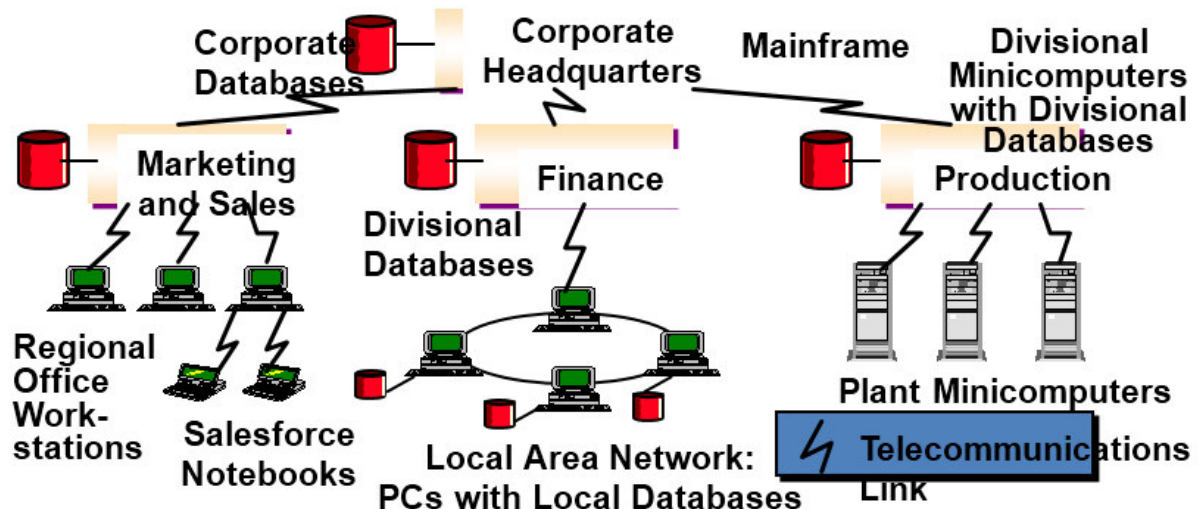 Corporate
Databases
Corporate
Headquarters
Mainframe
Divisional
Minicomputers
with Divisional
Databases
Marketing
and Sales
Finance
Production
Divisional
Databases
Regional
Office
Work-
stations
Salesforce
Notebooks
Local Area Network:
PCs with Local Databases
Plant Minicomputers
Telecommunications
Link